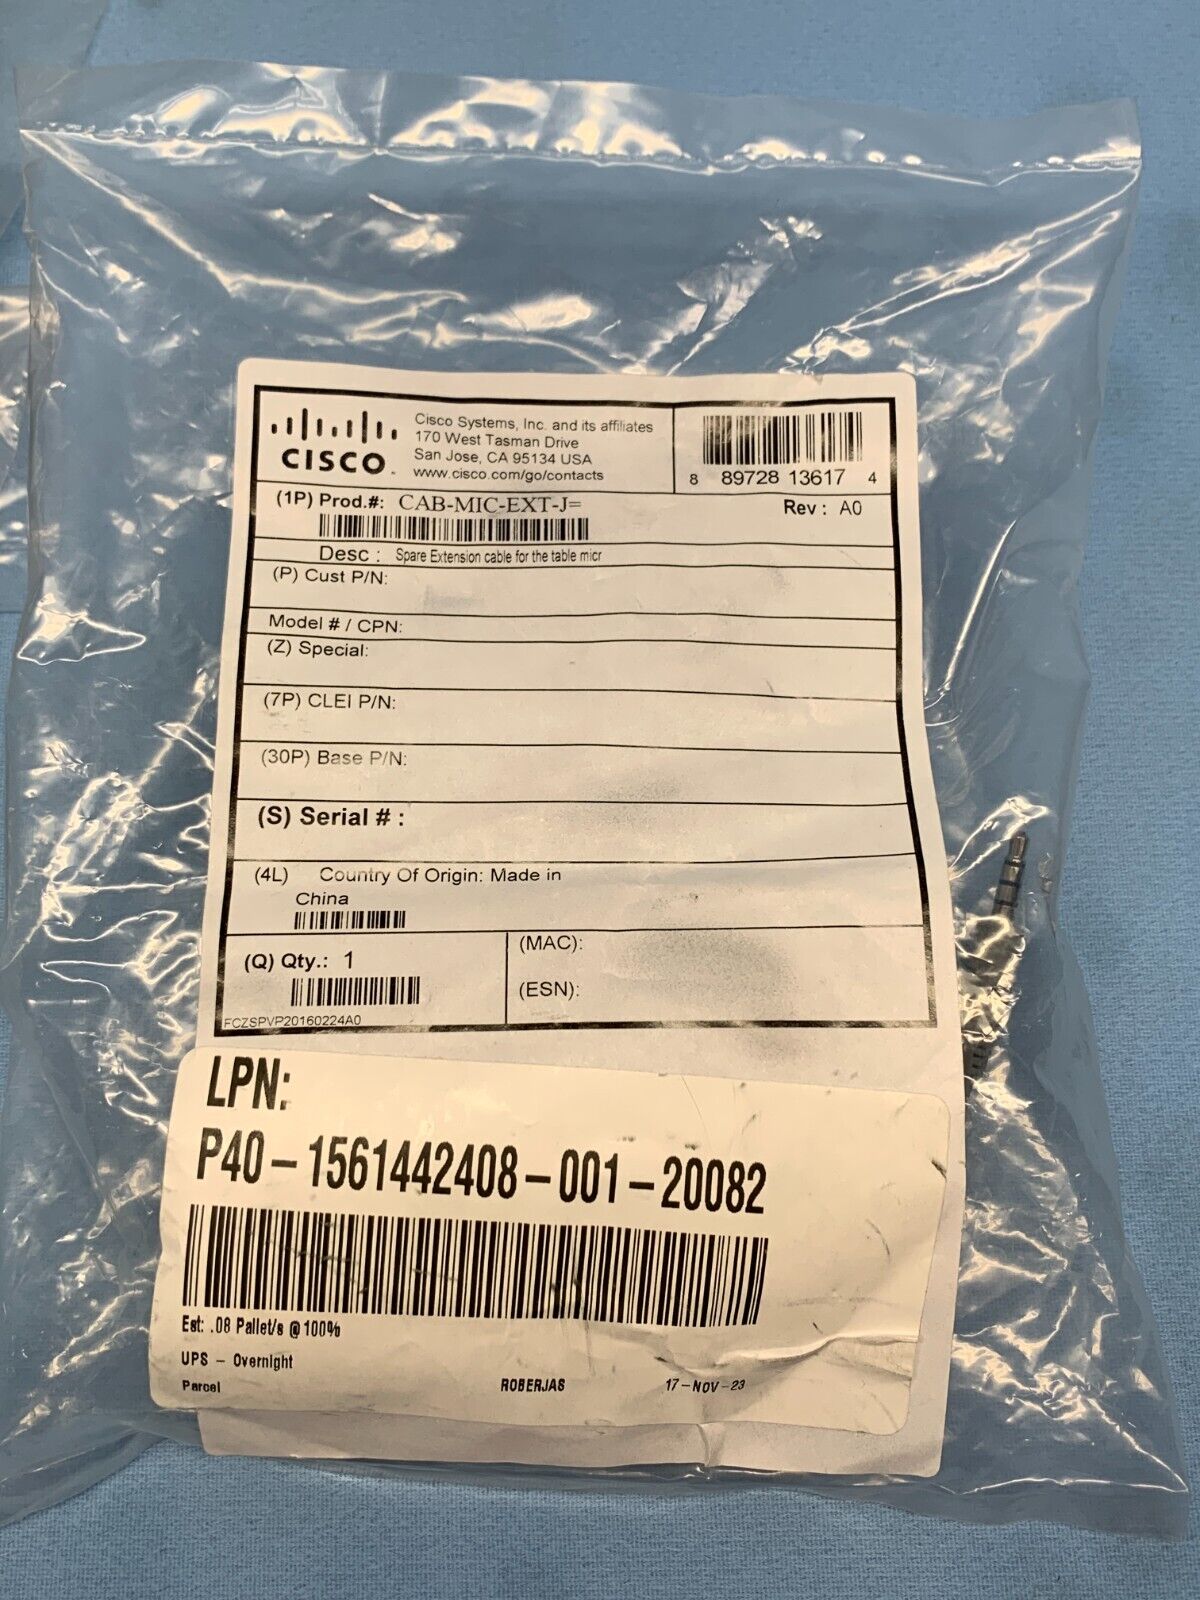 CISCO
Cisco Systems, Inc. and its affiliates
170 West Tasman Drive
San Jose, CA 95134 USA
www.cisco.com/go/contacts
8 89728 13617 4
(1P) Prod.#: CAB-MIC-EXT-J=
Rev : A0
Desc : Spare Extension cable for the table micr
(P) Cust P/N:
Model # / CPN:
(Z) Special:
(7P) CLEI P/N:
(30P) Base P/N:
(S) Serial # :
(4L) Country Of Origin: Made in
China
(Q) Qty.: 1
(MAC):
(ESN):
FCZSPVP20160224A0
LPN:
P40-1561442408-001-20082
Est: .08 Pallet/s @ 100%
UPS - Overnight
Parcel ROBERJAS 17-NOV-23